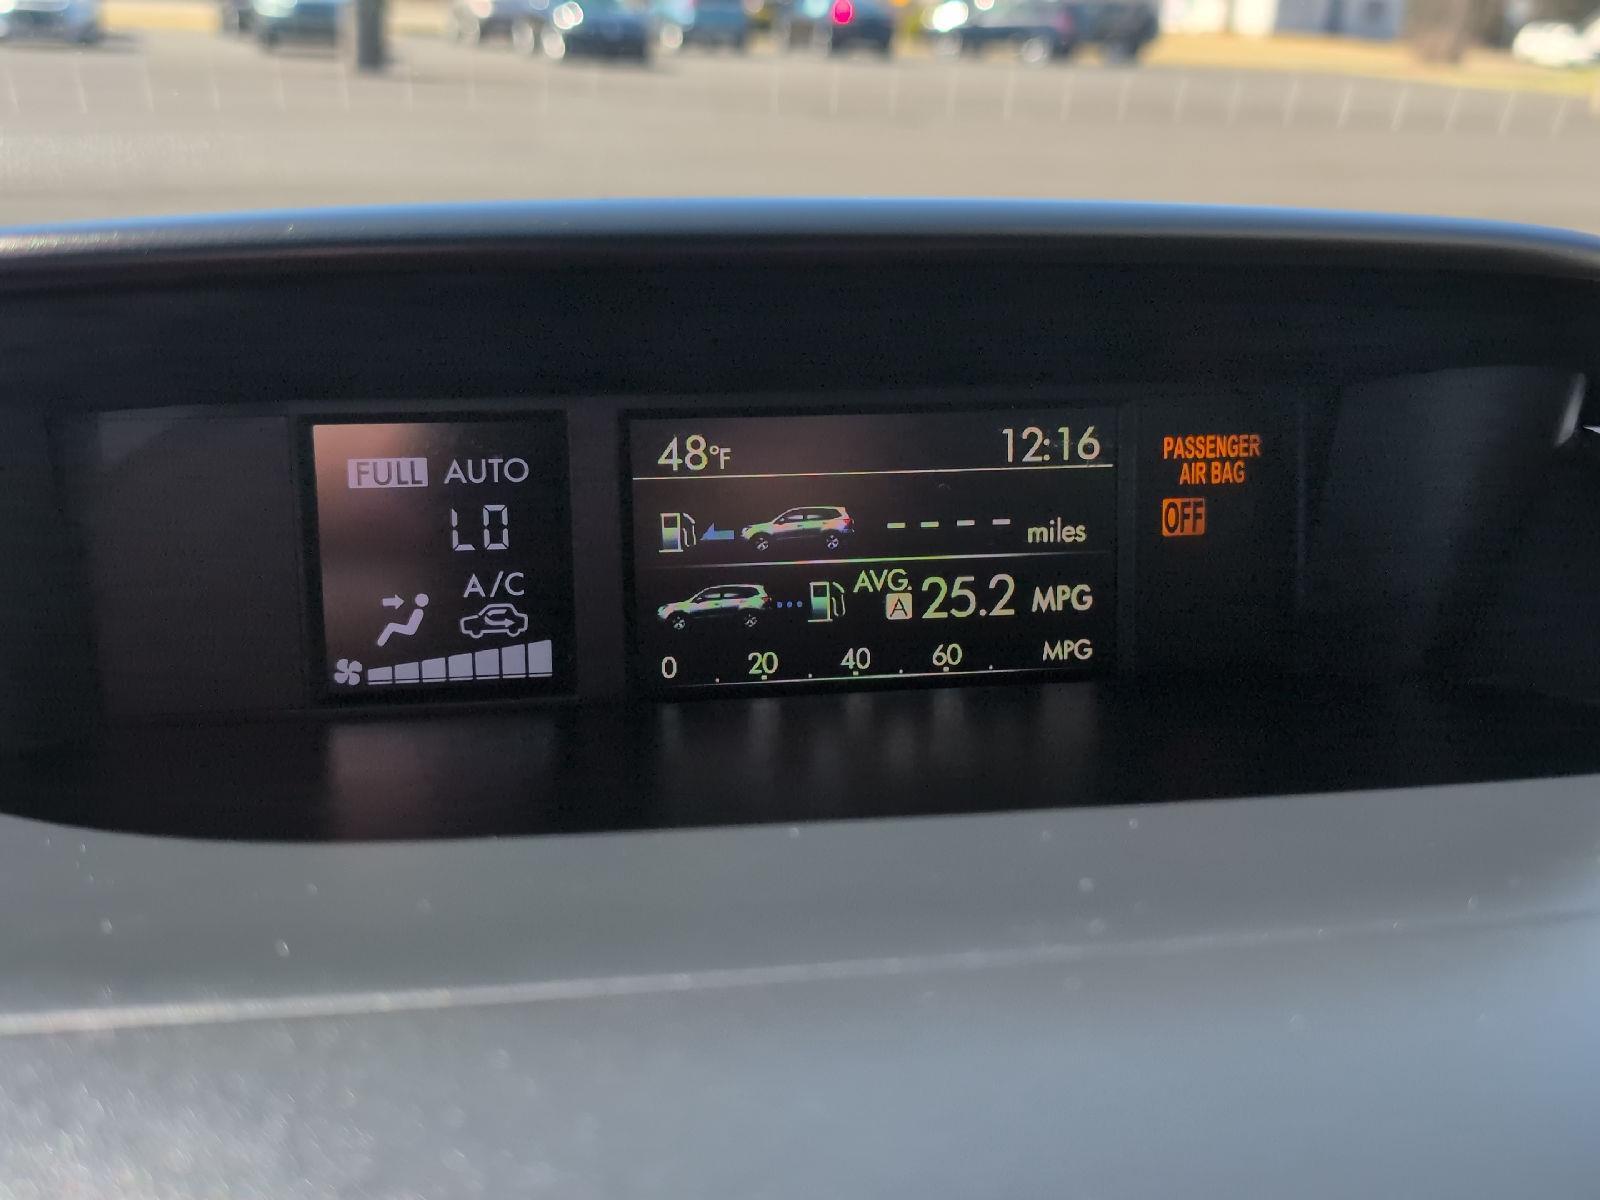 FULL AUTO
LO
A/C
48°F 12:16
---- miles
AVG.
A 25.2 MPG
0 20 40 60 MPG
PASSENGER
AIR BAG
OFF